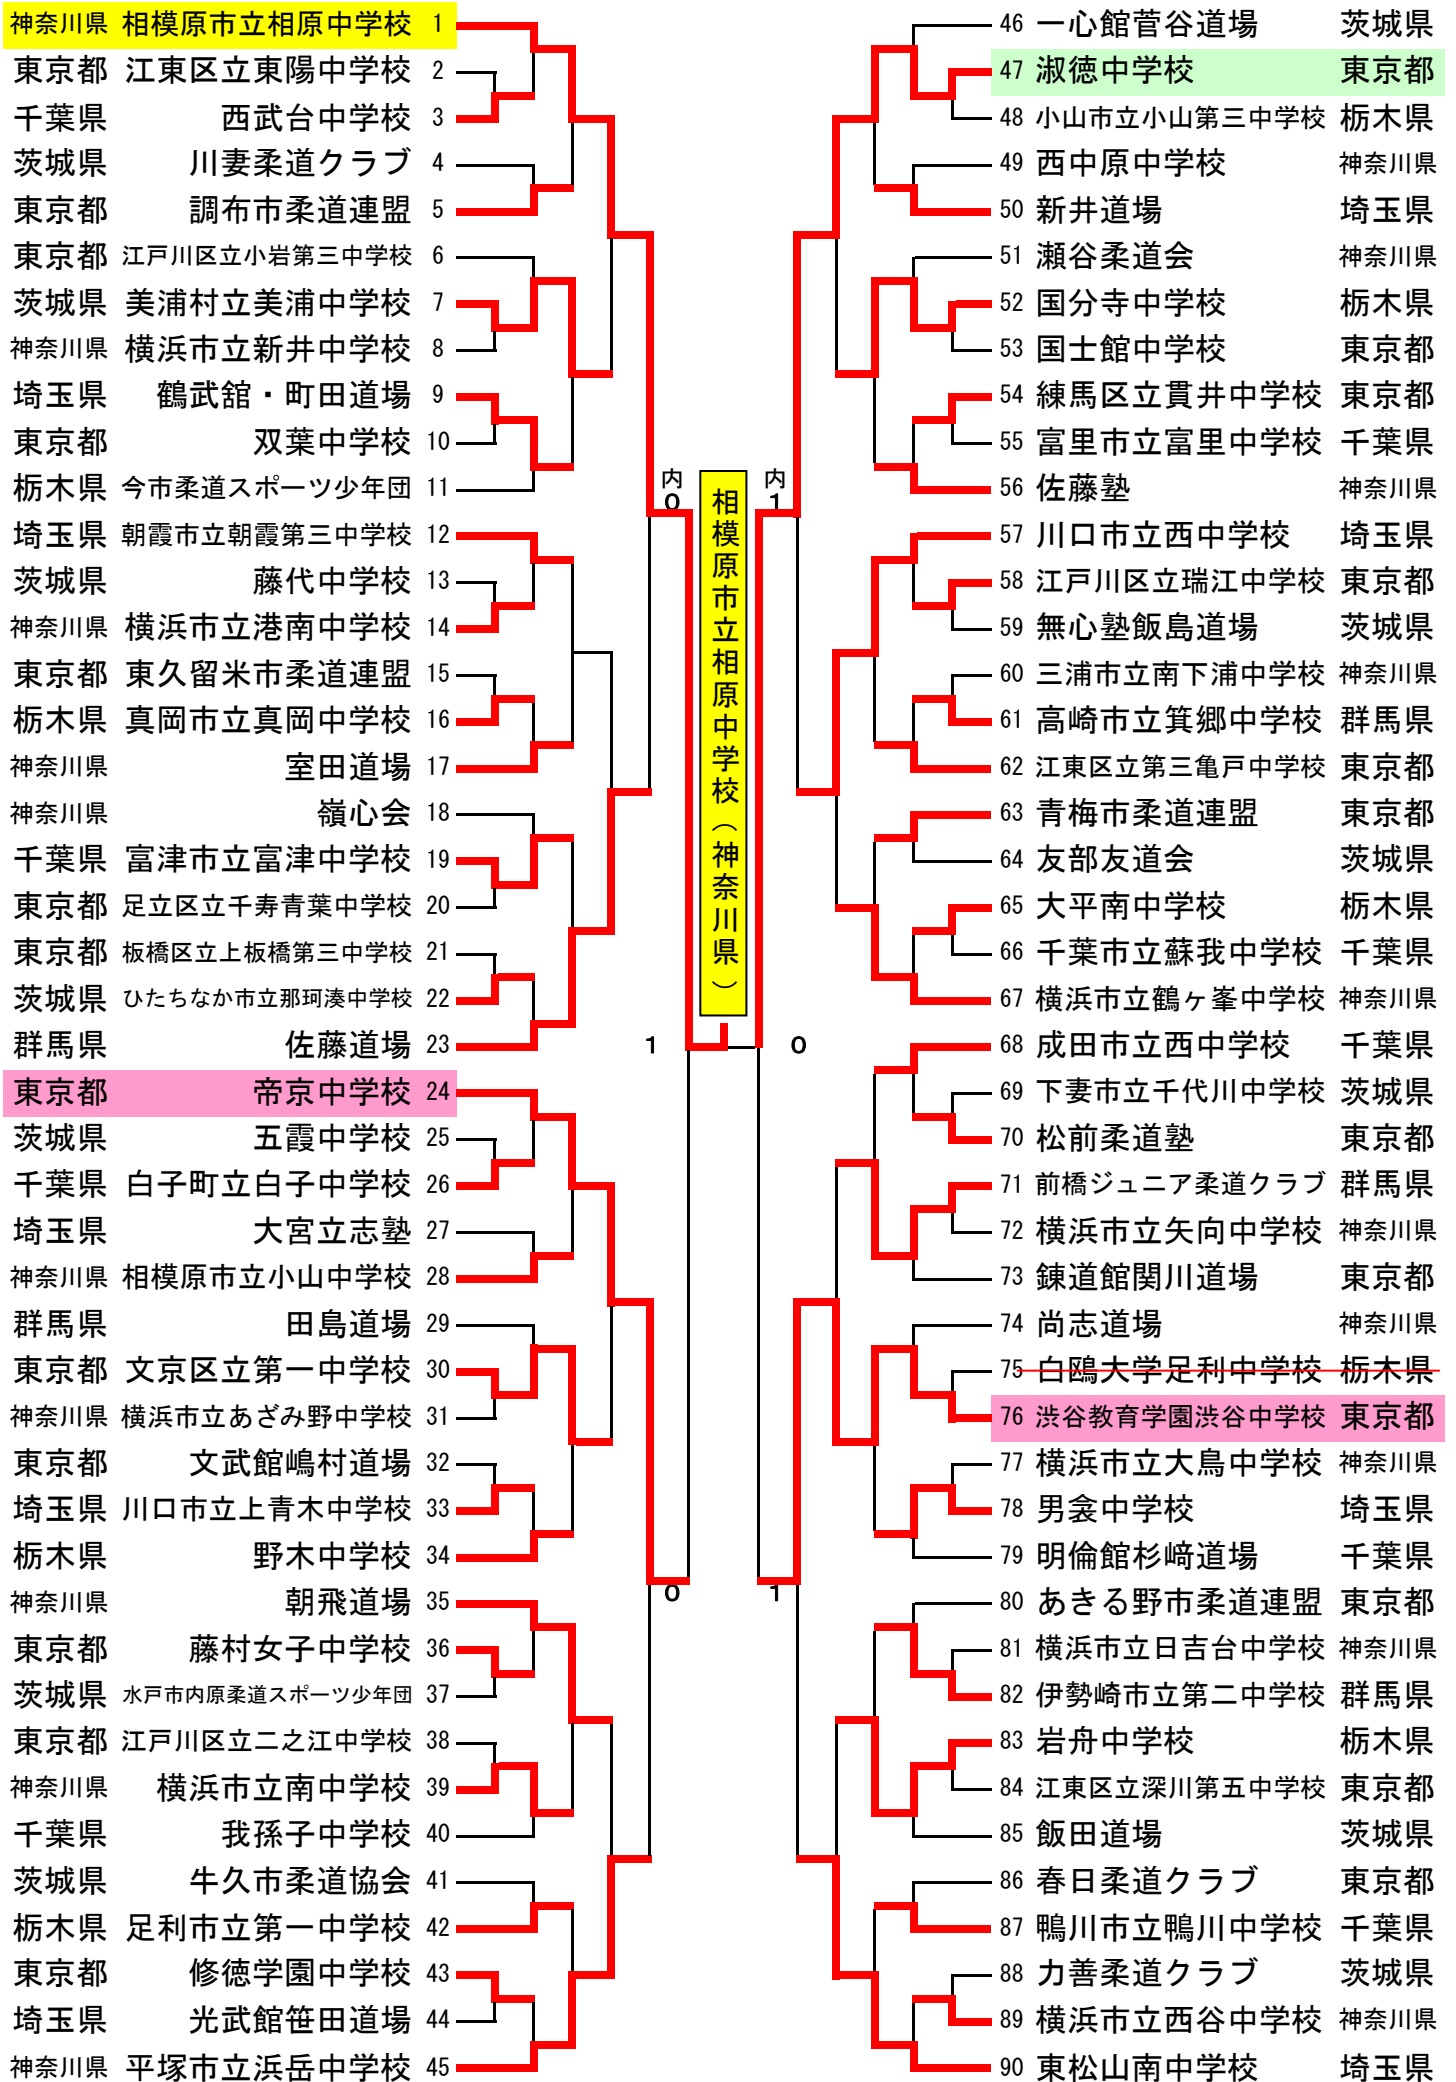 神奈川県 相模原市立相原中学校 1
東京都 江東区立東陽中学校 2
千葉県 西武台中学校 3
茨城県 川妻柔道クラブ 4
東京都 調布市柔道連盟 5
東京都 江戸川区立小岩第三中学校 6
茨城県 美浦村立美浦中学校 7
神奈川県 横浜市立新井中学校 8
埼玉県 鶴武舘・町田道場 9
東京都 双葉中学校 10
栃木県 今市柔道スポーツ少年団 11
埼玉県 朝霞市立朝霞第三中学校 12
茨城県 藤代中学校 13
神奈川県 横浜市立港南中学校 14
東京都 東久留米市柔道連盟 15
栃木県 真岡市立真岡中学校 16
神奈川県 室田道場 17
神奈川県 嶺心会 18
千葉県 富津市立富津中学校 19
東京都 足立区立千寿青葉中学校 20
東京都 板橋区立上板橋第三中学校 21
茨城県 ひたちなか市立那珂湊中学校 22
群馬県 佐藤道場 23
東京都 帝京中学校 24
茨城県 五霞中学校 25
千葉県 白子町立白子中学校 26
埼玉県 大宮立志塾 27
神奈川県 相模原市立小山中学校 28
群馬県 田島道場 29
東京都 文京区立第一中学校 30
神奈川県 横浜市立あざみ野中学校 31
東京都 文武館嶋村道場 32
埼玉県 川口市立上青木中学校 33
栃木県 野木中学校 34
神奈川県 朝飛道場 35
東京都 藤村女子中学校 36
茨城県 水戸市内原柔道スポーツ少年団 37
東京都 江戸川区立二之江中学校 38
神奈川県 横浜市立南中学校 39
千葉県 我孫子中学校 40
茨城県 牛久市柔道協会 41
栃木県 足利市立第一中学校 42
東京都 修徳学園中学校 43
埼玉県 光武館笹田道場 44
神奈川県 平塚市立浜岳中学校 45
内
0
相模原市立相原中学校（神奈川県）
内
1
1
0
0
1
46 一心館菅谷道場 茨城県
47 淑徳中学校 東京都
48 小山市立小山第三中学校 栃木県
49 西中原中学校 神奈川県
50 新井道場 埼玉県
51 瀬谷柔道会 神奈川県
52 国分寺中学校 栃木県
53 国士館中学校 東京都
54 練馬区立貫井中学校 東京都
55 富里市立富里中学校 千葉県
56 佐藤塾 神奈川県
57 川口市立西中学校 埼玉県
58 江戸川区立瑞江中学校 東京都
59 無心塾飯島道場 茨城県
60 三浦市立南下浦中学校 神奈川県
61 高崎市立箕郷中学校 群馬県
62 江東区立第三亀戸中学校 東京都
63 青梅市柔道連盟 東京都
64 友部友道会 茨城県
65 大平南中学校 栃木県
66 千葉市立蘇我中学校 千葉県
67 横浜市立鶴ヶ峯中学校 神奈川県
68 成田市立西中学校 千葉県
69 下妻市立千代川中学校 茨城県
70 松前柔道塾 東京都
71 前橋ジュニア柔道クラブ 群馬県
72 横浜市立矢向中学校 神奈川県
73 錬道館関川道場 東京都
74 尚志道場 神奈川県
75 白鴎大学足利中学校 栃木県
76 渋谷教育学園渋谷中学校 東京都
77 横浜市立大鳥中学校 神奈川県
78 男衾中学校 埼玉県
79 明倫館杉﨑道場 千葉県
80 あきる野市柔道連盟 東京都
81 横浜市立日吉台中学校 神奈川県
82 伊勢崎市立第二中学校 群馬県
83 岩舟中学校 栃木県
84 江東区立深川第五中学校 東京都
85 飯田道場 茨城県
86 春日柔道クラブ 東京都
87 鴨川市立鴨川中学校 千葉県
88 力善柔道クラブ 茨城県
89 横浜市立西谷中学校 神奈川県
90 東松山南中学校 埼玉県